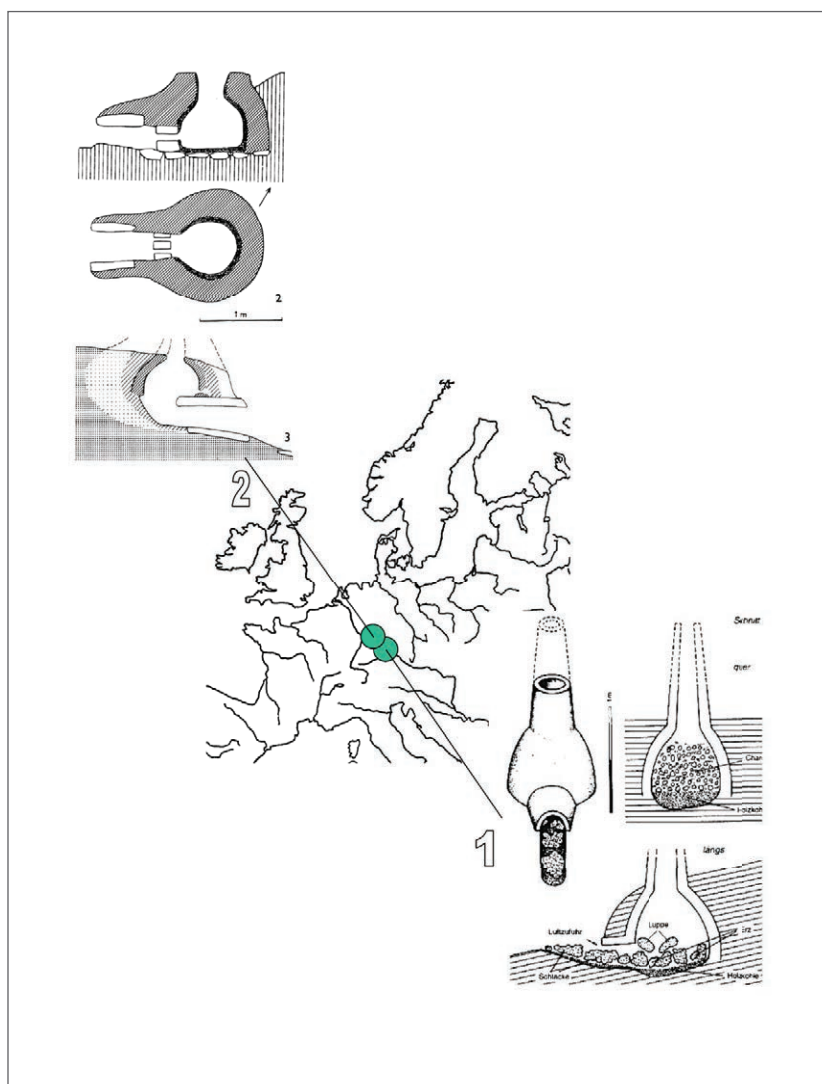 2
1 m
3
2
1
Schnitt
quer
längs
Luftzufuhr
Luppe
Erz
Schlacke
Holzkohle